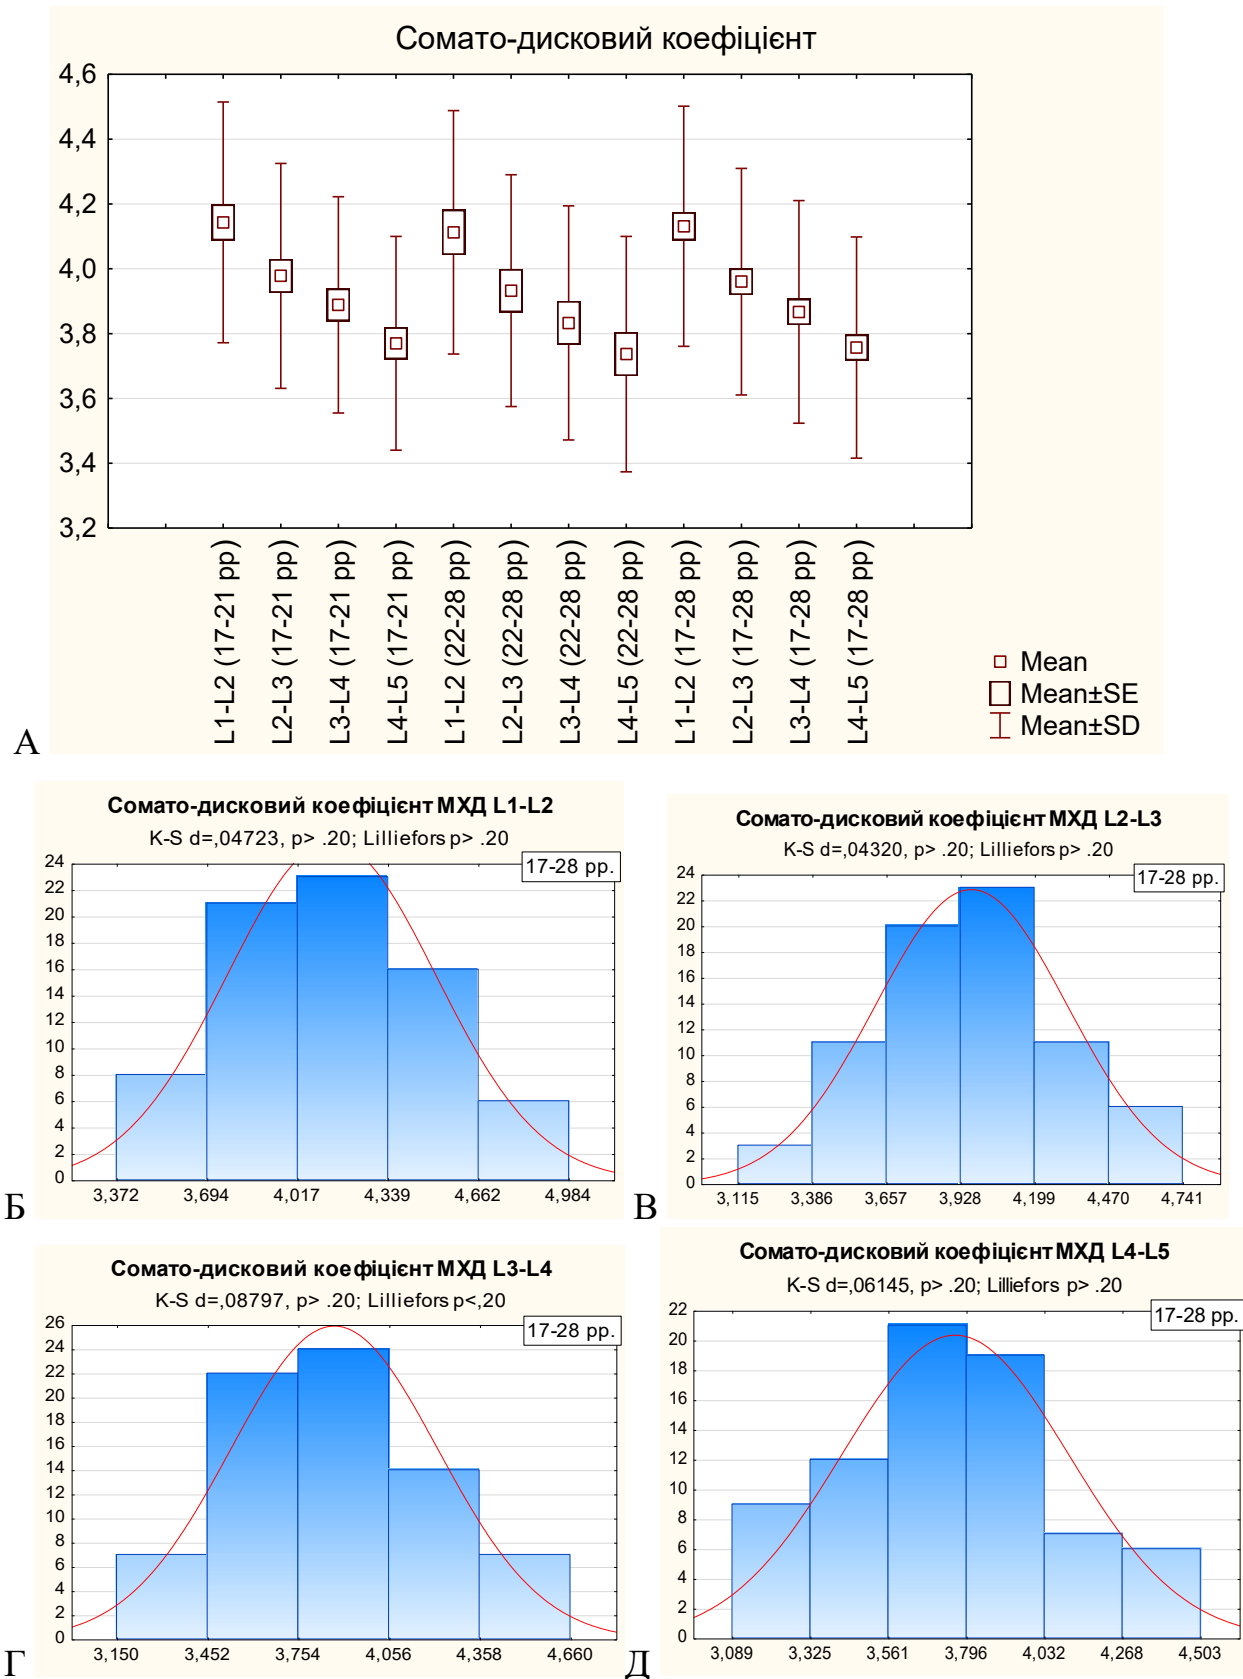 Сомато-дисковий коефіцієнт
4,6
4,4
4,2
4,0
3,8
3,6
3,4
3,2
L1-L2 (17-21 pp)
L2-L3 (17-21 pp)
L3-L4 (17-21 pp)
L4-L5 (17-21 pp)
L1-L2 (22-28 pp)
L2-L3 (22-28 pp)
L3-L4 (22-28 pp)
L4-L5 (22-28 pp)
L1-L2 (17-28 pp)
L2-L3 (17-28 pp)
L3-L4 (17-28 pp)
L4-L5 (17-28 pp)
Mean
Mean±SE
Mean±SD
А
Сомато-дисковий коефіцієнт МХД L1-L2
K-S d=,04723, p> .20; Lilliefors p> .20
17-28 рр.
24
22
20
18
16
14
12
10
8
6
4
2
0
3,372 3,694 4,017 4,339 4,662 4,984
Б
Сомато-дисковий коефіцієнт МХД L2-L3
K-S d=,04320, p> .20; Lilliefors p> .20
17-28 рр.
24
22
20
18
16
14
12
10
8
6
4
2
0
3,115 3,386 3,657 3,928 4,199 4,470 4,741
В
Сомато-дисковий коефіцієнт МХД L3-L4
K-S d=,08797, p> .20; Lilliefors p<,20
17-28 рр.
26
24
22
20
18
16
14
12
10
8
6
4
2
0
3,150 3,452 3,754 4,056 4,358 4,660
Г
Сомато-дисковий коефіцієнт МХД L4-L5
K-S d=,06145, p> .20; Lilliefors p> .20
17-28 рр.
22
20
18
16
14
12
10
8
6
4
2
0
3,089 3,325 3,561 3,796 4,032 4,268 4,503
Д